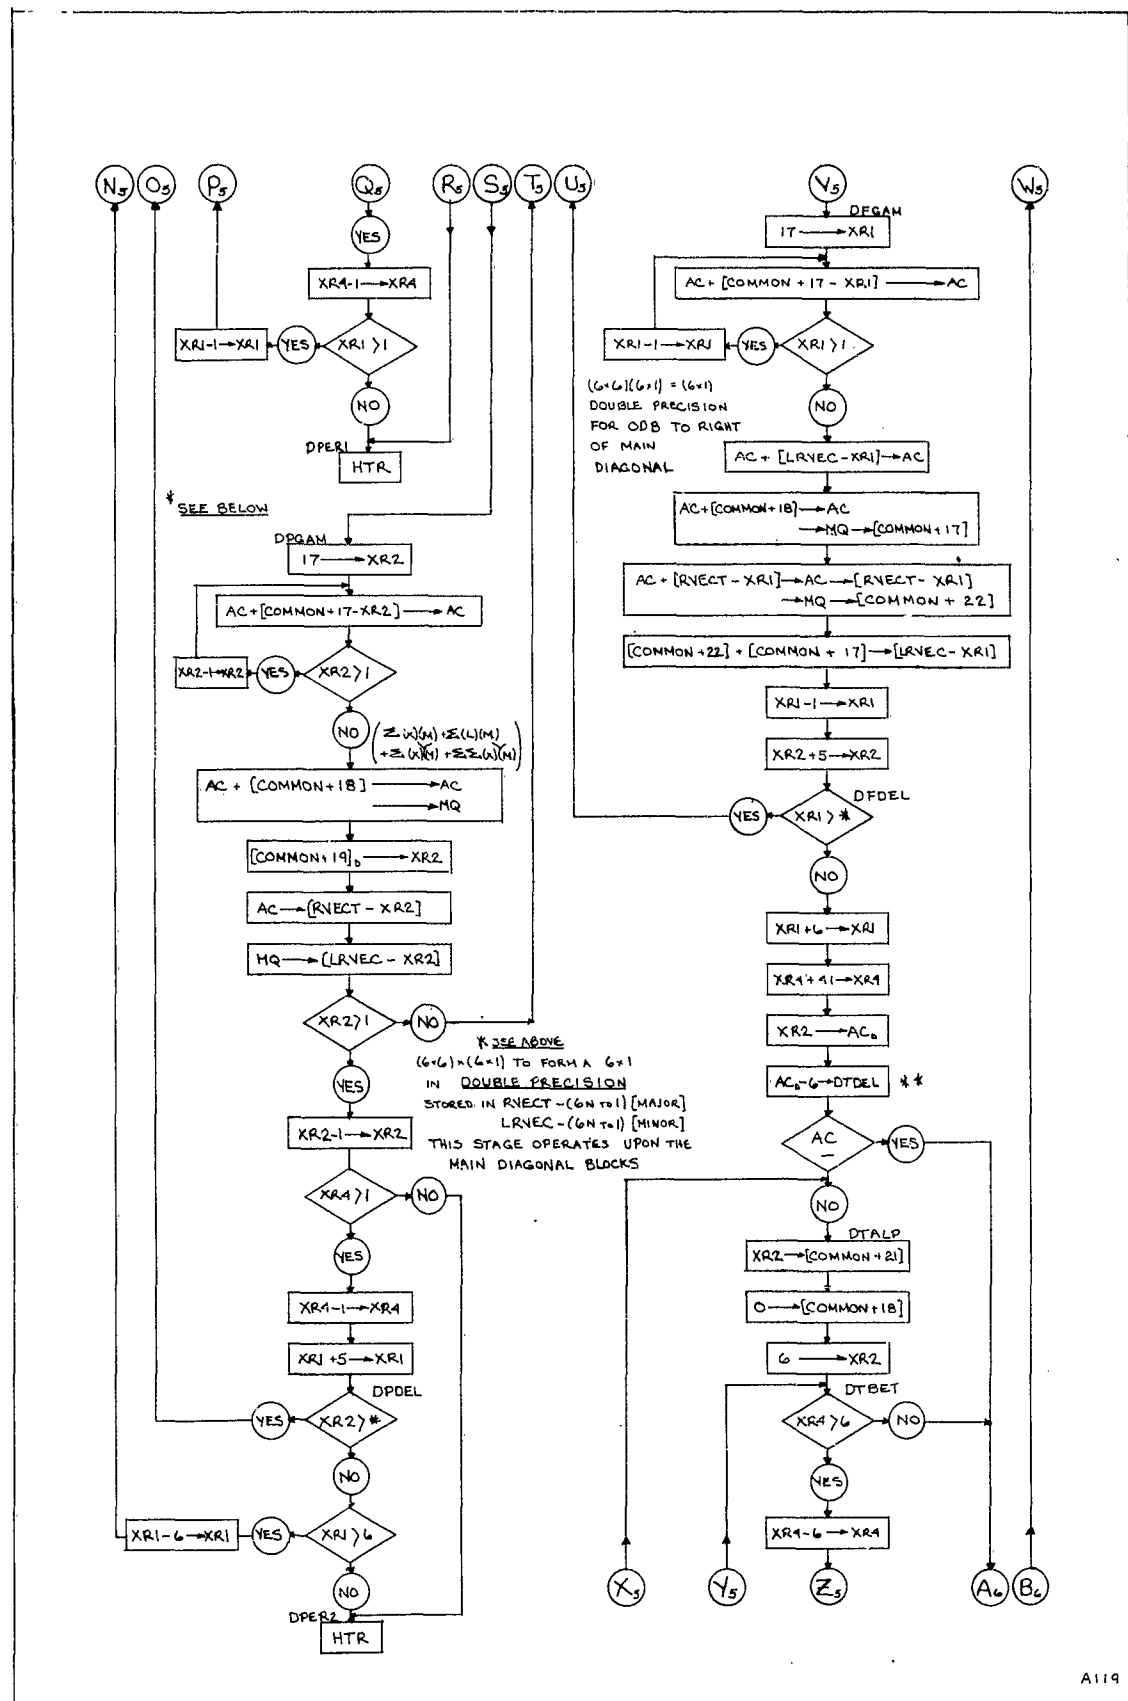 N5 O5 P5 Q5 R5 S5 T5 U5 V5 W5
YES
XR4-1→XR4
XR1>1
YES
XR1-1→XR1
NO
DPER1
HTR
* SEE BELOW
DPGAM
17→XR2
AC+[COMMON+17-XR2]→AC
XR2>1
YES
XR2-1→XR2
NO
AC + [COMMON+18]→AC
→MQ
[COMMON+19]D→XR2
AC→[RVECT-XR2]
MQ→[LRVEC-XR2]
XR2>1
NO
* SEE ABOVE
(6×6)×(6×1) TO FORM A 6×1
IN DOUBLE PRECISION
STORED IN RVECT-(6N TO 1) [MAJOR]
LRVEC-(6N TO 1) [MINOR]
THIS STAGE OPERATES UPON THE
MAIN DIAGONAL BLOCKS
YES
XR2-1→XR2
XR4>1
NO
YES
XR4-1→XR4
XR1+5→XR1
DPDEL
XR2>*
YES
NO
XR1>6
YES
XR1-6→XR1
NO
DPER2
HTR
DFGAM
17→XR1
AC+[COMMON+17-XR1]→AC
XR1>1
YES
XR1-1→XR1
NO
(6×6)(6×1)=(6×1)
DOUBLE PRECISION
FOR ODB TO RIGHT
OF MAIN
DIAGONAL
AC+[LRVEC-XR1]→AC
AC+[COMMON+18]→AC
→MQ→[COMMON+17]
AC+[RVECT-XR1]→AC→[RVECT-XR1]
→MQ→[COMMON+22]
[COMMON+22]+[COMMON+17]→[LRVEC-XR1]
XR1-1→XR1
XR2+5→XR2
DFDEL
XR1>*
YES
NO
XR1+6→XR1
XR4+41→XR4
XR2→ACD
ACD-6→DTDEL **
AC
−
YES
NO
DTALP
XR2→[COMMON+21]
0→[COMMON+18]
6→XR2
DTBET
XR4>6
NO
YES
XR4-6→XR4
X5 Y5 Z5 A6 B6
A119